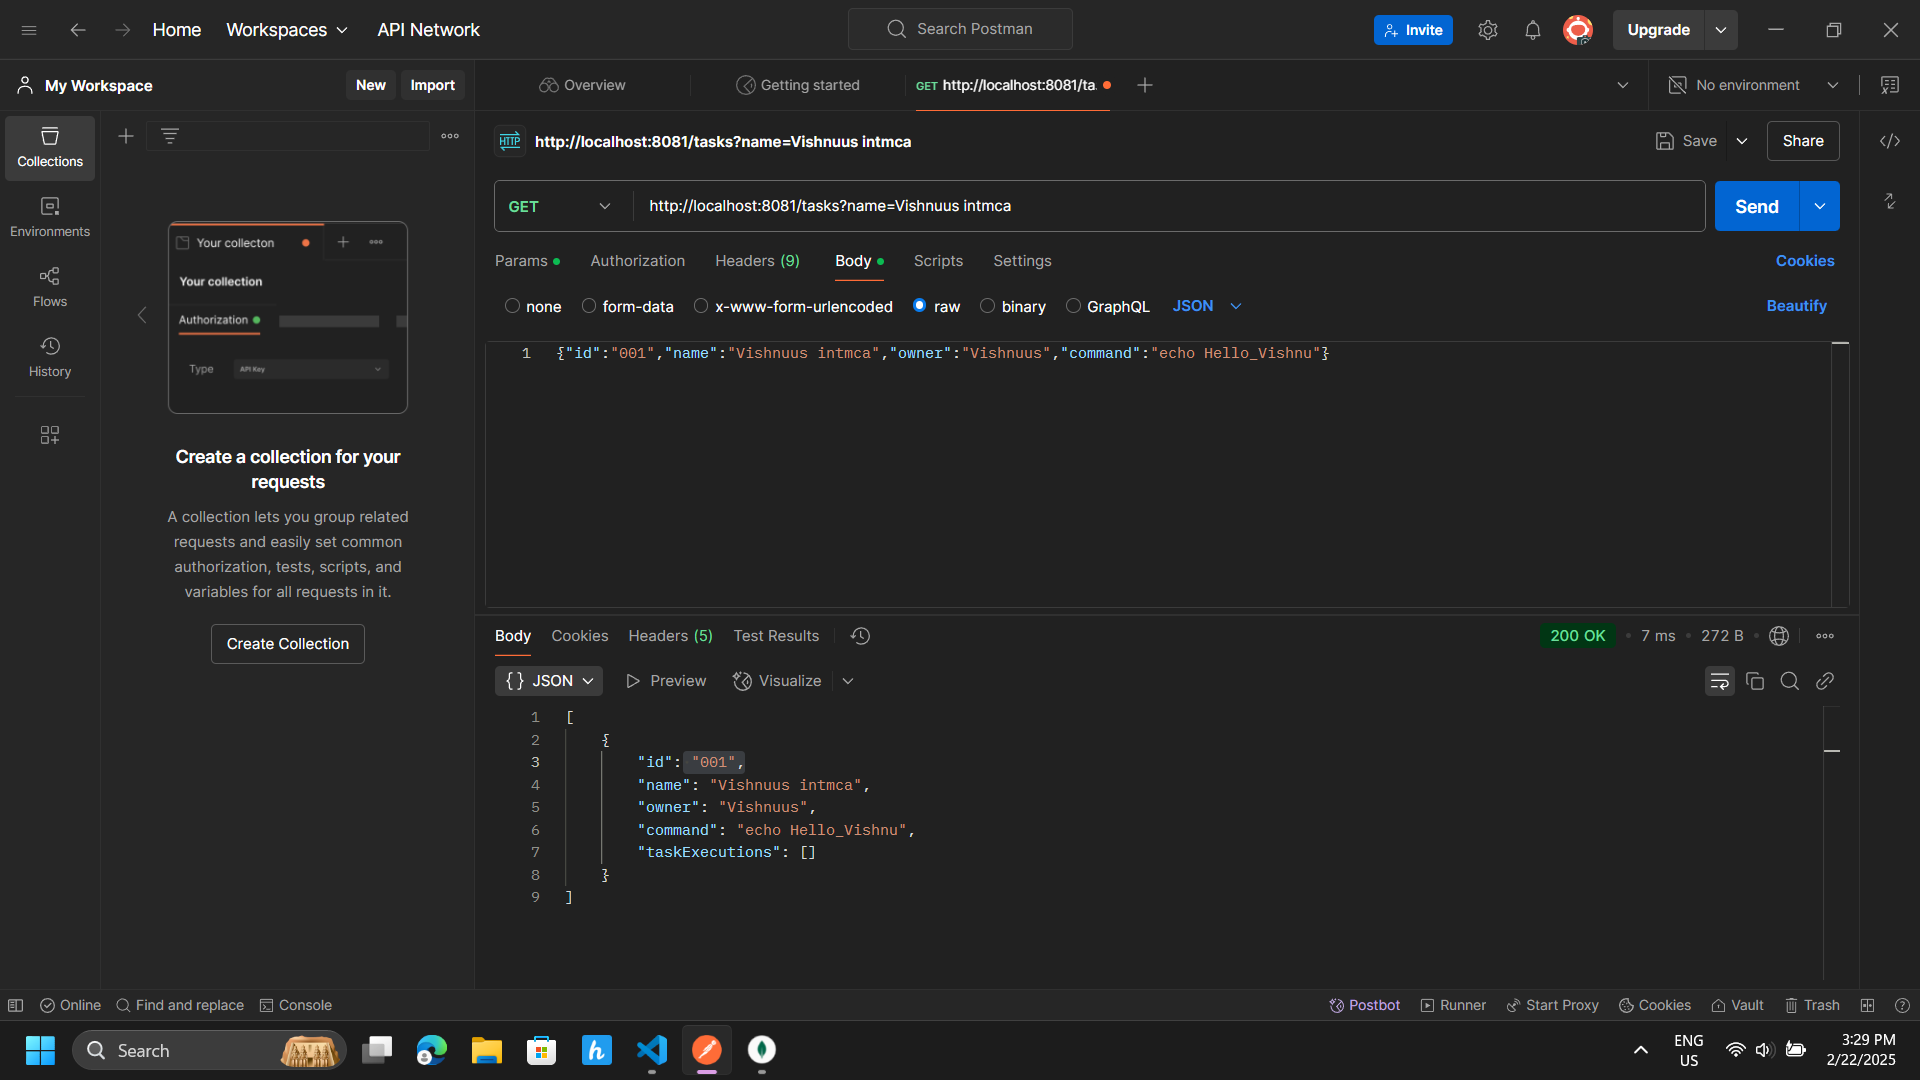 Home
Workspaces
API Network
Search Postman
Invite
Upgrade
My Workspace
New
Import
Overview
Getting started
GET http://localhost:8081/ta
No environment
Collections
Environments
Flows
History
Your collecton
Your collection
Authorization
Type
API Key
Create a collection for your
requests
A collection lets you group related
requests and easily set common
authorization, tests, scripts, and
variables for all requests in it.
Create Collection
HTTP
http://localhost:8081/tasks?name=Vishnuus intmca
Save
Share
GET
http://localhost:8081/tasks?name=Vishnuus intmca
Send
Params
Authorization
Headers (9)
Body
Scripts
Settings
Cookies
none
form-data
x-www-form-urlencoded
raw
binary
GraphQL
JSON
Beautify
1 {"id":"001","name":"Vishnuus intmca","owner":"Vishnuus","command":"echo Hello_Vishnu"}
Body
Cookies
Headers (5)
Test Results
200 OK
7 ms
272 B
{} JSON
Preview
Visualize
1 [
2 {
3 "id": "001",
4 "name": "Vishnuus intmca",
5 "owner": "Vishnuus",
6 "command": "echo Hello_Vishnu",
7 "taskExecutions": []
8 }
9 ]
Online
Find and replace
Console
Postbot
Runner
Start Proxy
Cookies
Vault
Trash
Search
h
ENG
US
3:29 PM
2/22/2025